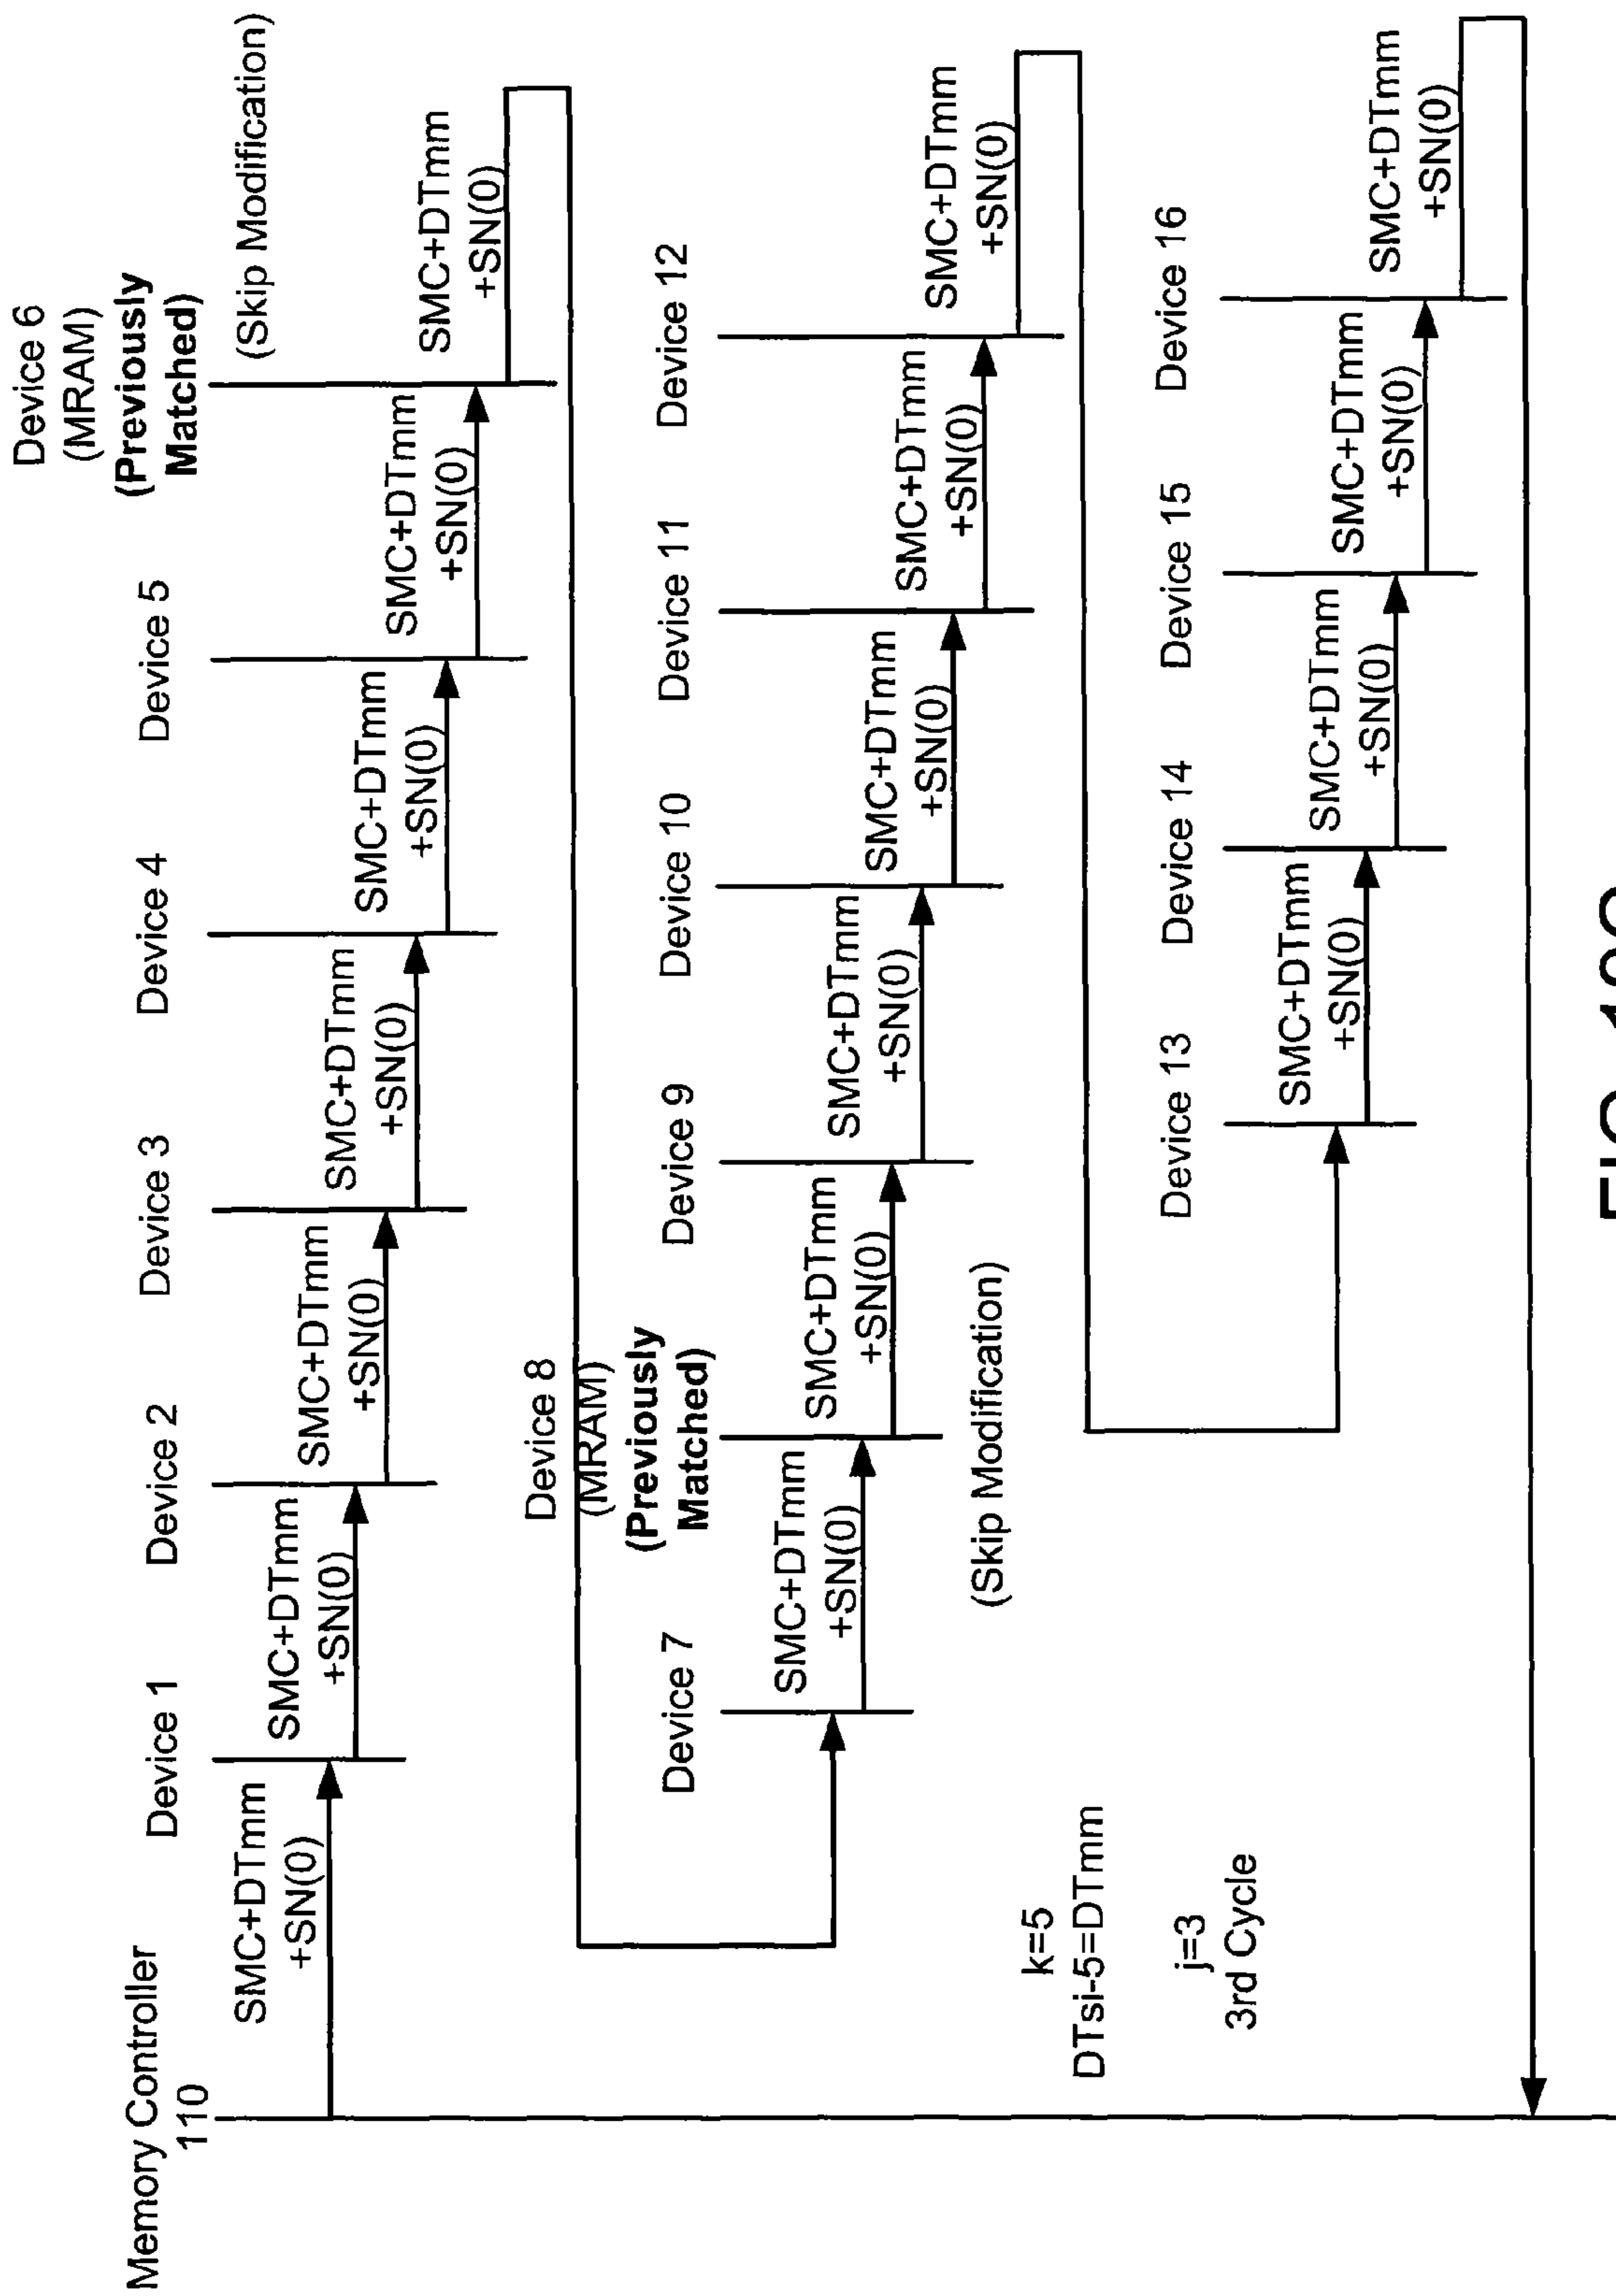 Memory Controller
110
Device 1
Device 2
Device 3
Device 4
Device 5
Device 6
(MRAM)
(Previously
Matched)
(Skip Modification)
SMC+DTmm
+SN(0)
SMC+DTmm
+SN(0)
SMC+DTmm
+SN(0)
SMC+DTmm
+SN(0)
SMC+DTmm
+SN(0)
SMC+DTmm
+SN(0)
SMC+DTmm
+SN(0)
Device 7
Device 8
(MRAM)
(Previously
Matched)
Device 9
Device 10
Device 11
Device 12
SMC+DTmm
+SN(0)
SMC+DTmm
+SN(0)
SMC+DTmm
+SN(0)
SMC+DTmm
+SN(0)
SMC+DTmm
+SN(0)
SMC+DTmm
+SN(0)
(Skip Modification)
k=5
DTsi-5=DTmm
j=3
3rd Cycle
Device 13
Device 14
Device 15
Device 16
SMC+DTmm
+SN(0)
SMC+DTmm
+SN(0)
SMC+DTmm
+SN(0)
SMC+DTmm
+SN(0)